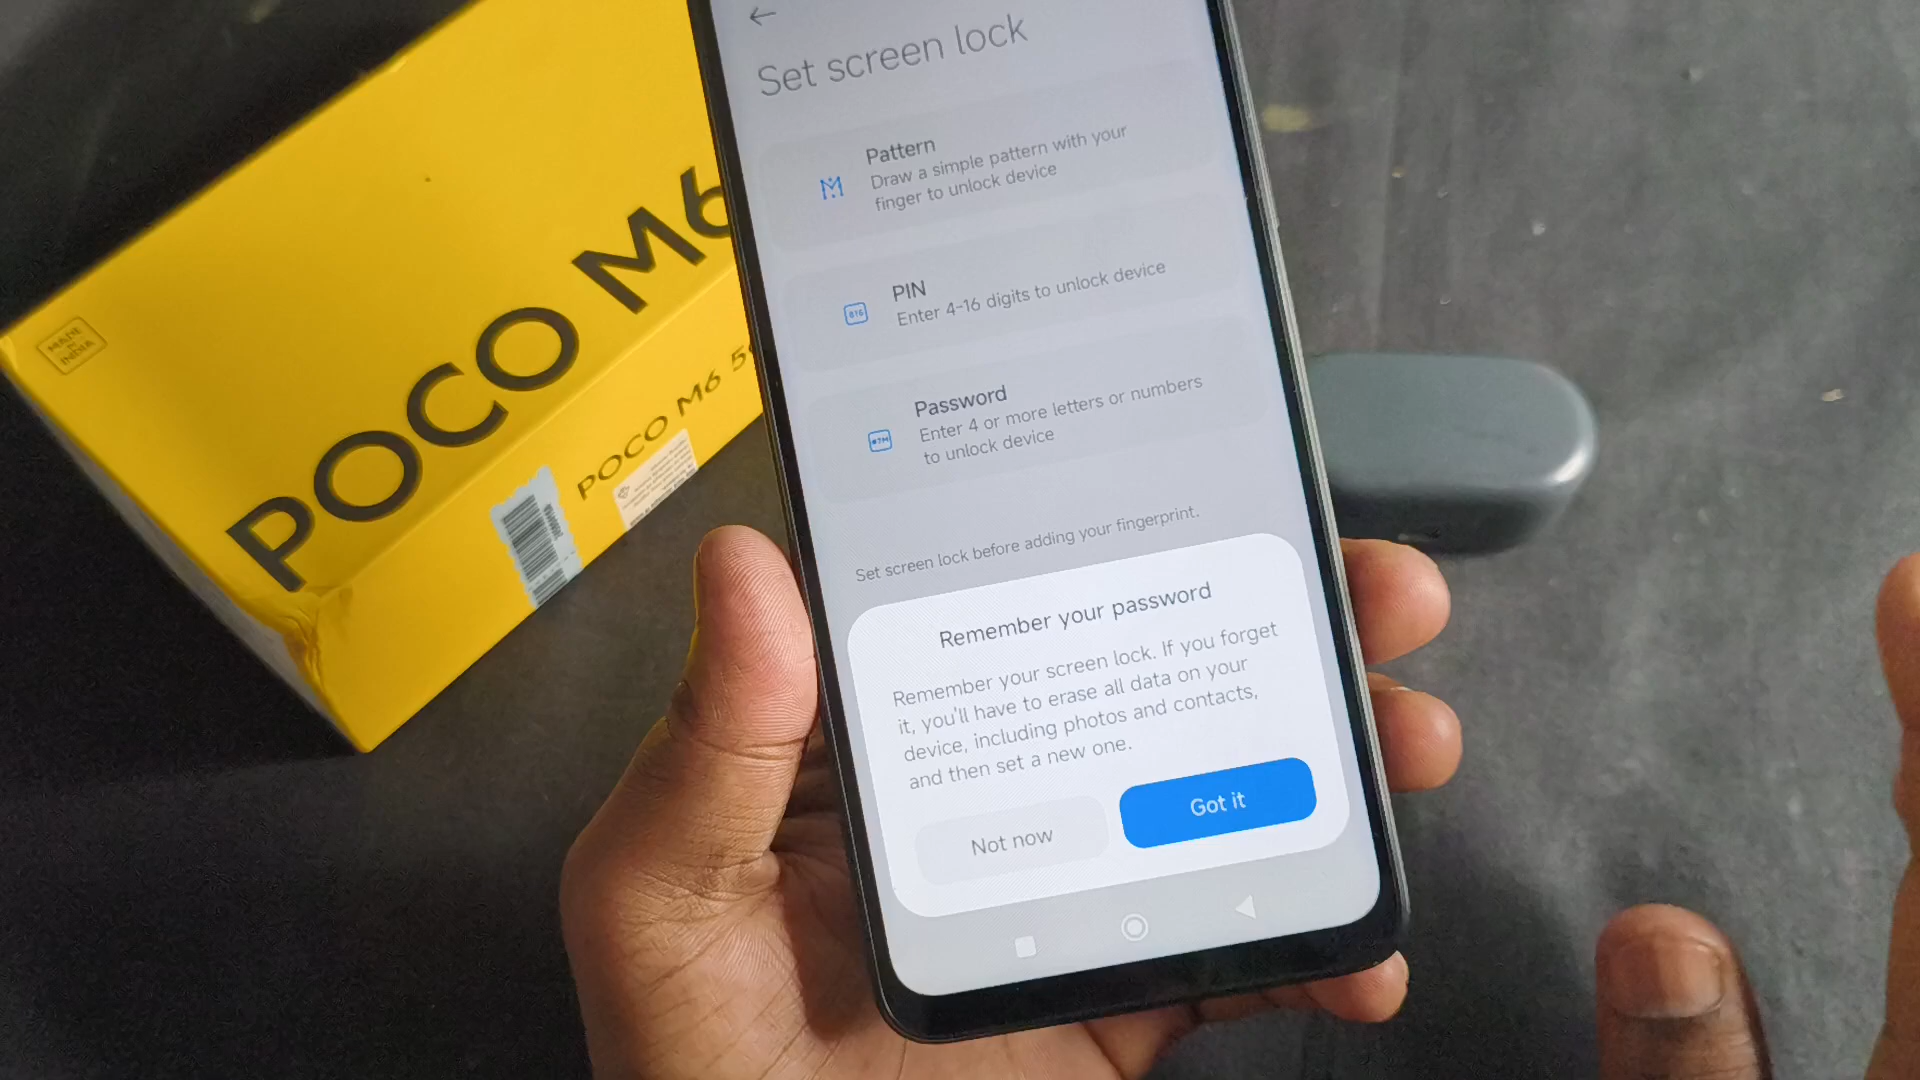 Set screen lock
Pattern
Draw a simple pattern with your
finger to unlock device
PIN
Enter 4-16 digits to unlock device
Password
Enter 4 or more letters or numbers
to unlock device
Set screen lock before adding your fingerprint.
Remember your password
Remember your screen lock. If you forget
it, you'll have to erase all data on your
device, including photos and contacts,
and then set a new one.
Not now
Got it
MADE
IN
INDIA
POCO M6
POCO M6 5